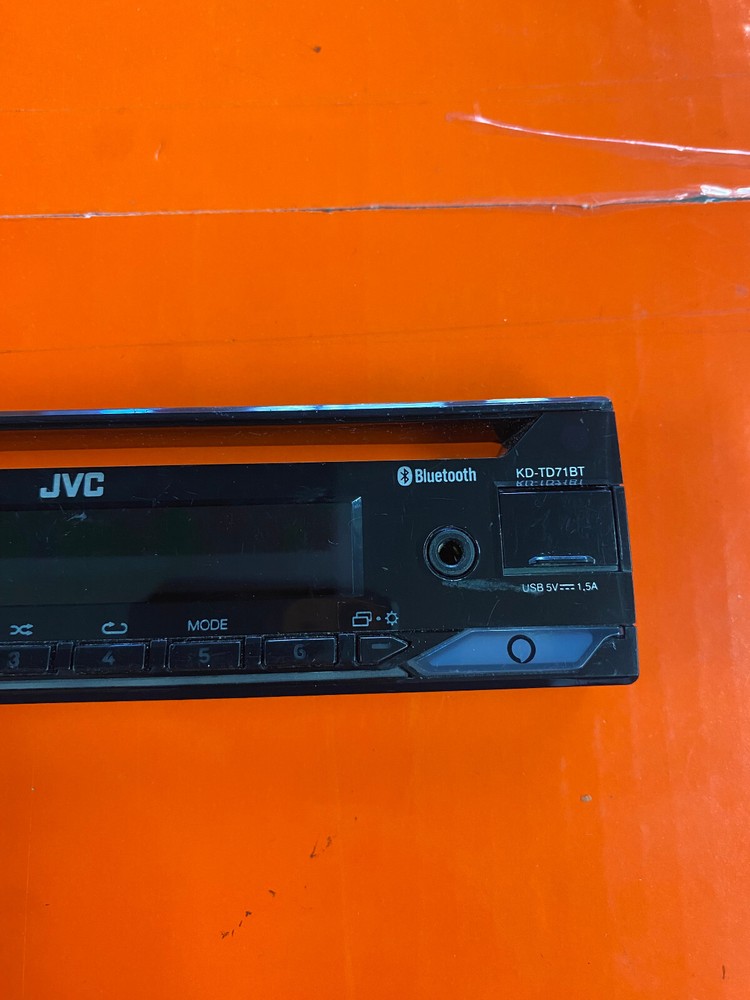 Bluetooth
KD-TD71BT
JVC
USB 5V 1.5A
MODE
3 4 5 6